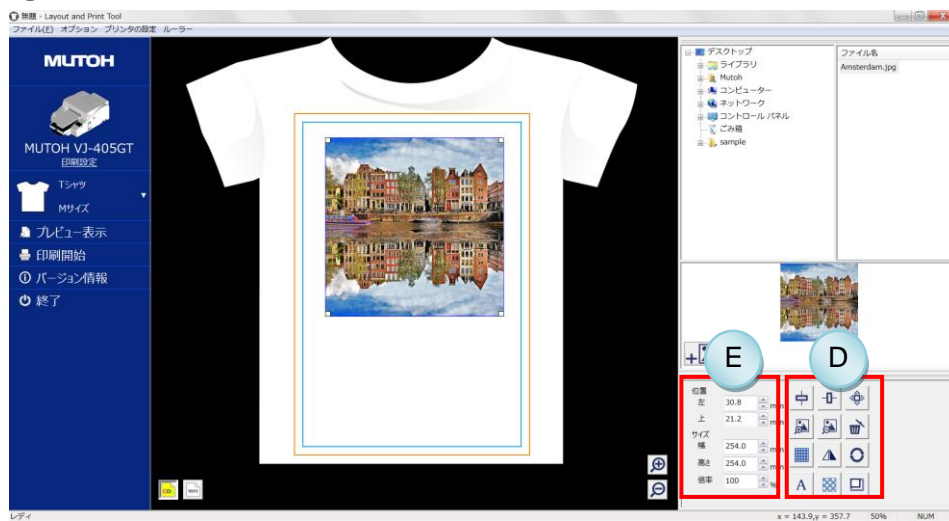 無題 - Layout and Print Tool
ファイル(F) オプション プリンタの設定 ルーラー
MUTOH
MUTOH VJ-405GT
印刷設定
Tシャツ
Mサイズ
プレビュー表示
印刷開始
バージョン情報
終了
デスクトップ
ライブラリ
Mutoh
コンピューター
ネットワーク
コントロール パネル
ごみ箱
sample
ファイル名
Amsterdam.jpg
E
D
位置
左 30.8
上 21.2
サイズ
幅 254.0
高さ 254.0
倍率 100 %
A
レディ
x = 143.9,y = 357.7 50% NUM